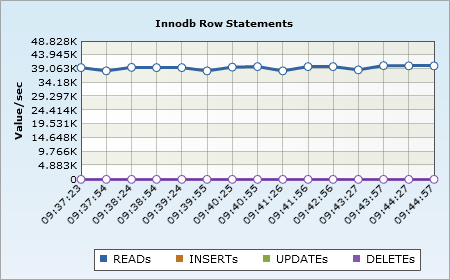 Innodb Row Statements
Value/sec
48.828K
43.945K
39.063K
34.18K
29.297K
24.414K
19.531K
14.648K
9.766K
4.883K
0
09:37:23
09:37:54
09:38:24
09:38:54
09:39:24
09:39:55
09:40:25
09:40:55
09:41:26
09:41:56
09:42:56
09:43:27
09:43:57
09:44:27
09:44:57
READs INSERTs UPDATEs DELETEs